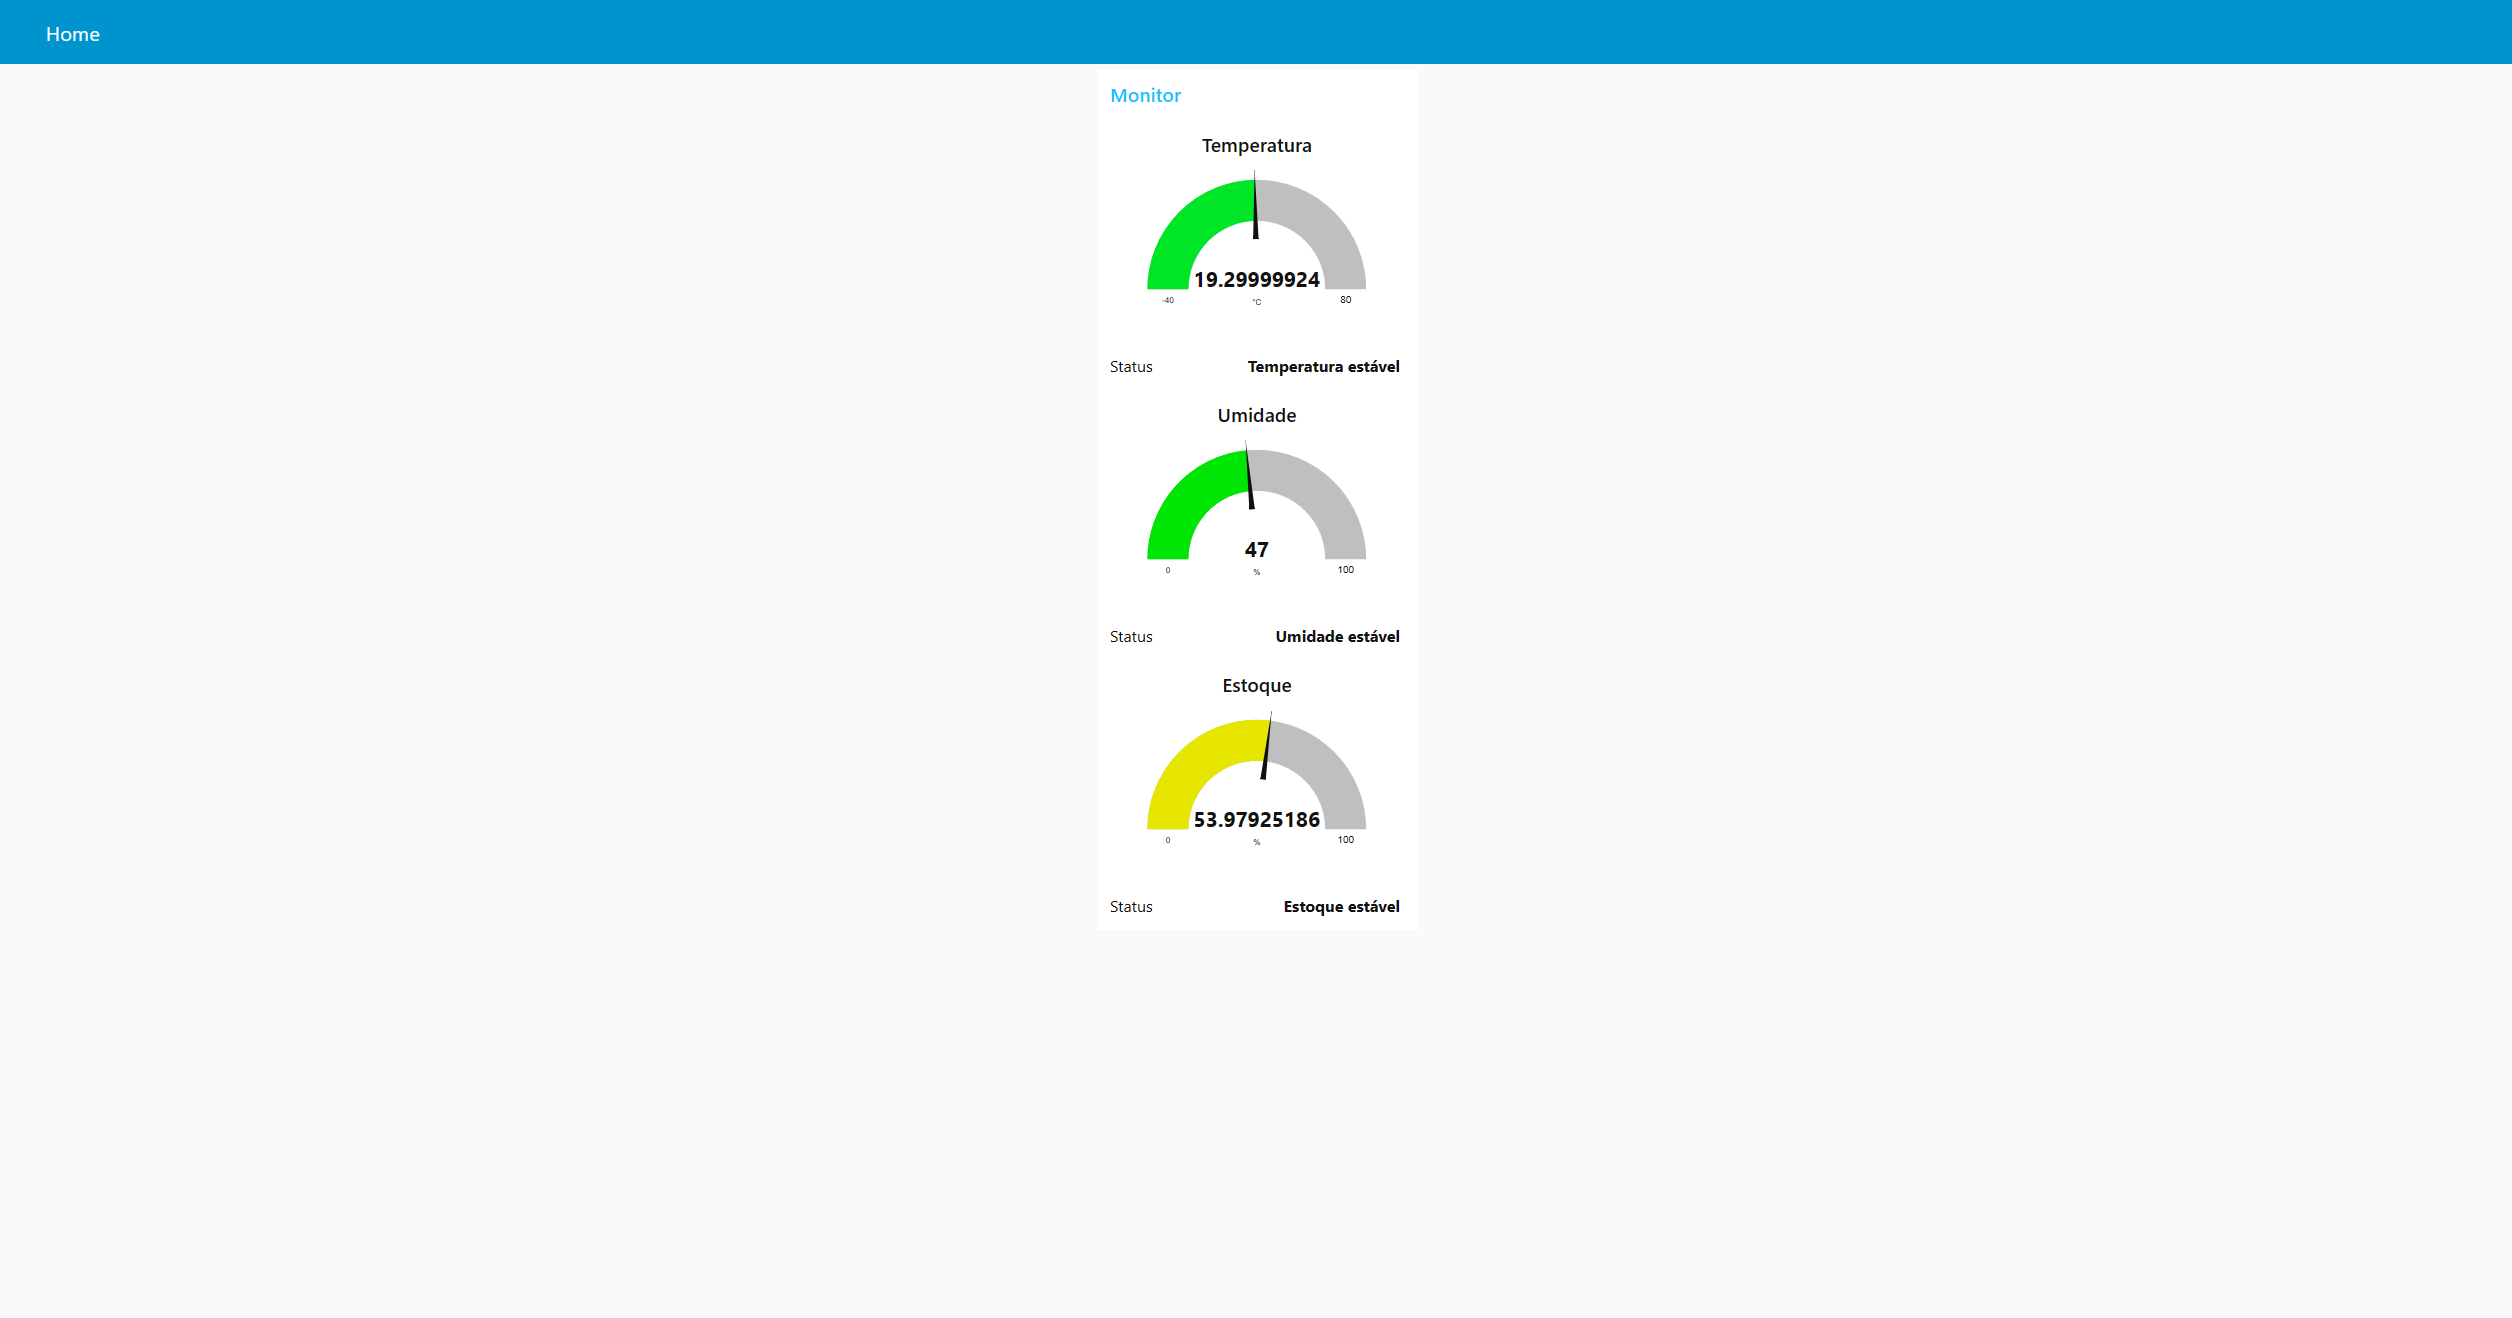 Home
Monitor
Temperatura
19.29999924
-40
°C
80
Status
Temperatura estável
Umidade
47
0
%
100
Status
Umidade estável
Estoque
53.97925186
0
%
100
Status
Estoque estável